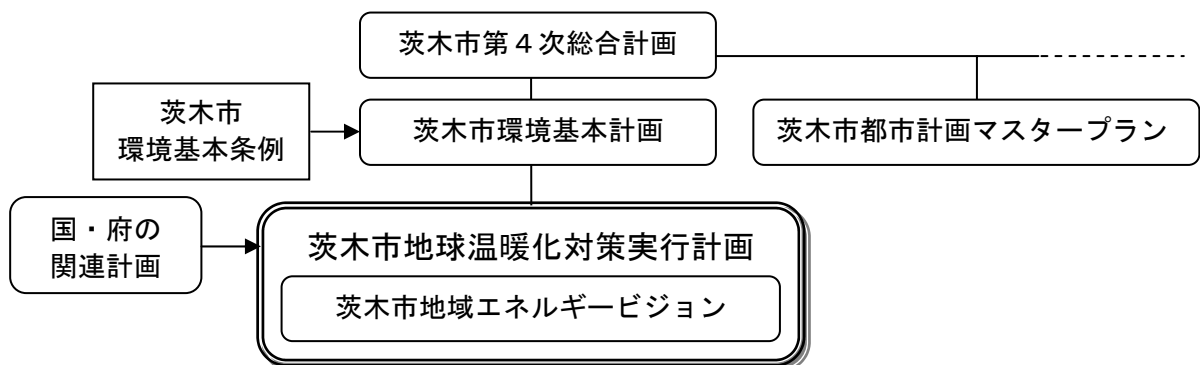 茨木市第４次総合計画
茨木市
環境基本条例
茨木市環境基本計画
茨木市都市計画マスタープラン
国・府の
関連計画
茨木市地球温暖化対策実行計画
茨木市地域エネルギービジョン